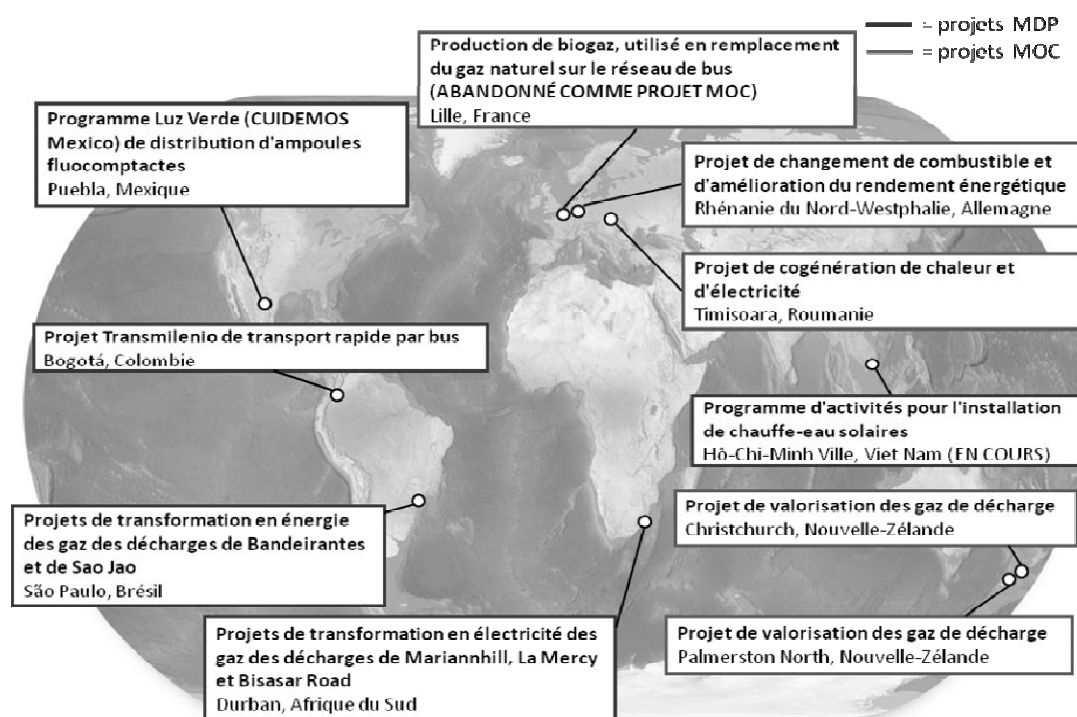 = projets MDP
= projets MOC
Production de biogaz, utilisé en remplacement
du gaz naturel sur le réseau de bus
(ABANDONNÉ COMME PROJET MOC)
Lille, France
Programme Luz Verde (CUIDEMOS
Mexico) de distribution d'ampoules
fluocomptactes
Puebla, Mexique
Projet de changement de combustible et
d'amélioration du rendement énergétique
Rhénanie du Nord-Westphalie, Allemagne
Projet de cogénération de chaleur et
d'électricité
Timisoara, Roumanie
Projet Transmilenio de transport rapide par bus
Bogotá, Colombie
Programme d'activités pour l'installation
de chauffe-eau solaires
Hô-Chi-Minh Ville, Viet Nam (EN COURS)
Projets de transformation en énergie
des gaz des décharges de Bandeirantes
et de Sao Jao
São Paulo, Brésil
Projet de valorisation des gaz de décharge
Christchurch, Nouvelle-Zélande
Projets de transformation en électricité des
gaz des décharges de Mariannhill, La Mercy
et Bisasar Road
Durban, Afrique du Sud
Projet de valorisation des gaz de décharge
Palmerston North, Nouvelle-Zélande